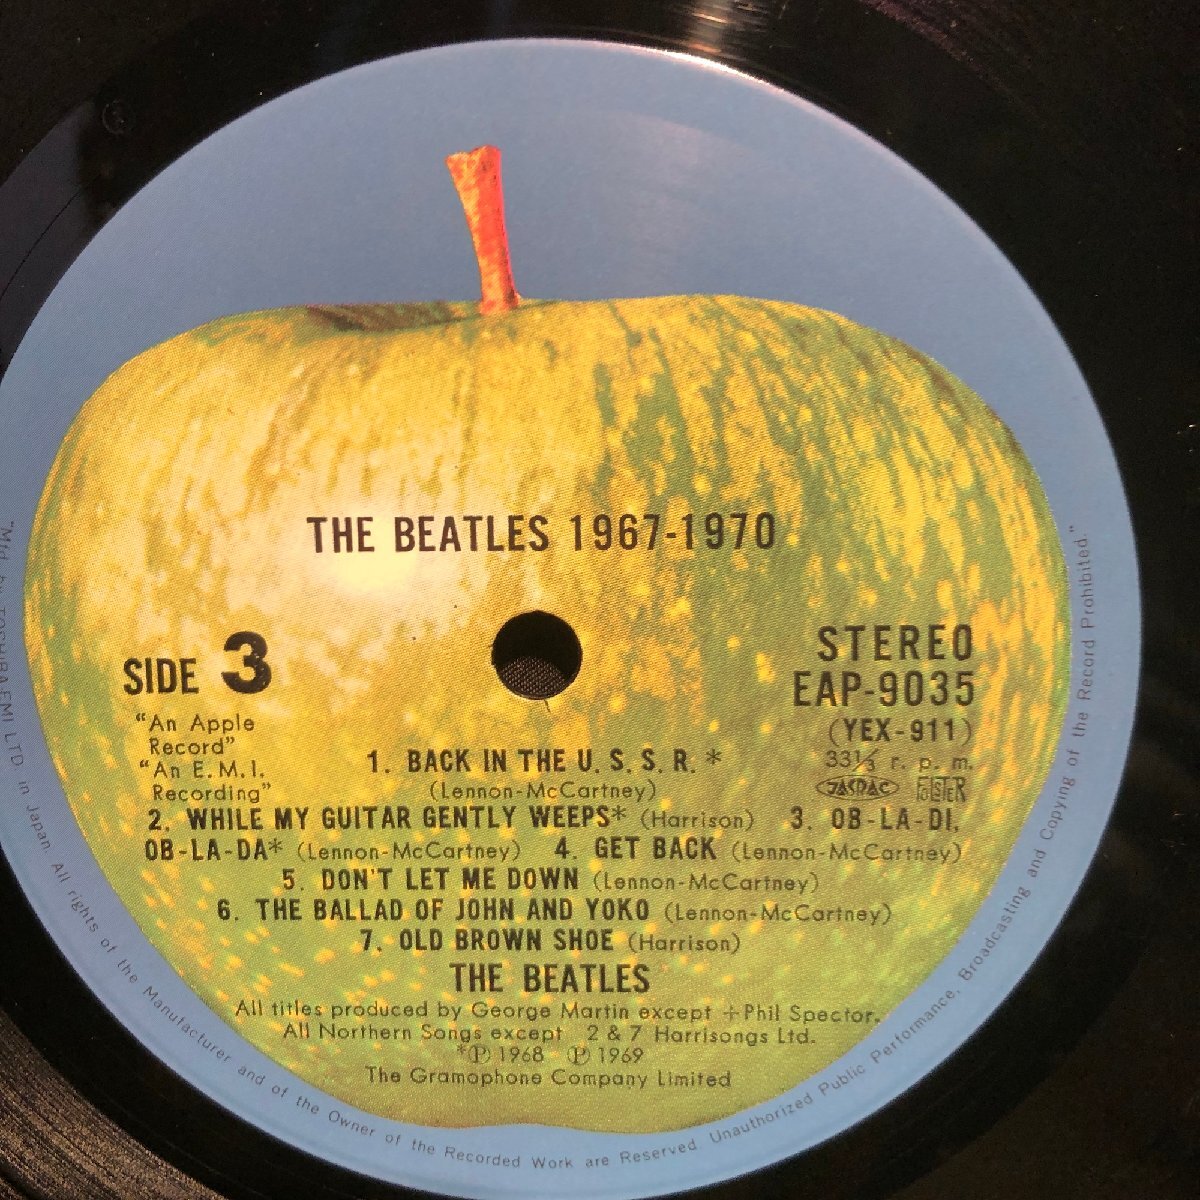 THE BEATLES 1967-1970
SIDE 3
STEREO
EAP-9035
(YEX-911)
33⅓ r. p. m.
JASRAC
"An Apple
Record"
"An E.M.I.
Recording"
1. BACK IN THE U. S. S. R. *
(Lennon-McCartney)
2. WHILE MY GUITAR GENTLY WEEPS* (Harrison) 3. OB-LA-DI,
OB-LA-DA* (Lennon-McCartney) 4. GET BACK (Lennon-McCartney)
5. DON'T LET ME DOWN (Lennon-McCartney)
6. THE BALLAD OF JOHN AND YOKO (Lennon-McCartney)
7. OLD BROWN SHOE (Harrison)
THE BEATLES
All titles produced by George Martin except +Phil Spector.
All Northern Songs except 2 & 7 Harrisongs Ltd.
*Ⓟ 1968 Ⓟ 1969
The Gramophone Company Limited
"Mfd. by TOSHIBA EMI LTD in Japan All rights of the Manufacturer and of the Owner of the Recorded Work are Reserved Unauthorized Public Performance, Broadcasting and Copying of the Record Prohibited."